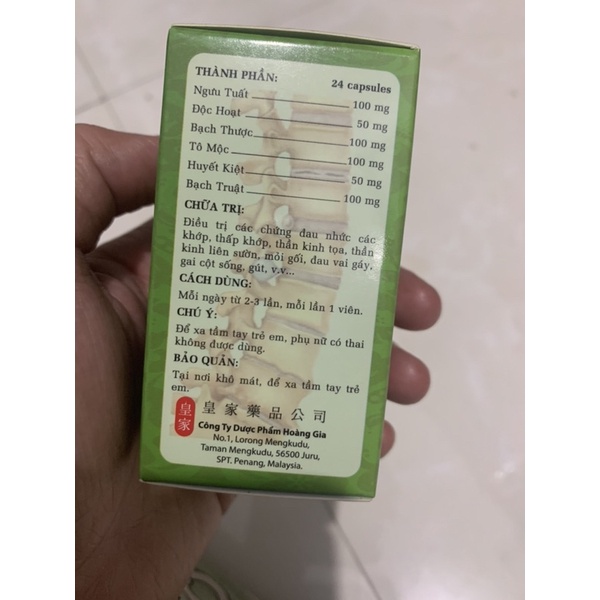 THÀNH PHẦN: 24 capsules
Ngưu Tuất 100 mg
Độc Hoạt 50 mg
Bạch Thược 100 mg
Tô Mộc 100 mg
Huyết Kiệt 50 mg
Bạch Truật 100 mg
CHỮA TRỊ:
Điều trị các chứng đau nhức các
khớp, thấp khớp, thần kinh tọa, thần
kinh liên sườn, mỏi gối, đau vai gáy,
gai cột sống, gút, v.v...
CÁCH DÙNG:
Mỗi ngày từ 2-3 lần, mỗi lần 1 viên.
CHÚ Ý:
Để xa tầm tay trẻ em, phụ nữ có thai
không được dùng.
BẢO QUẢN:
Tại nơi khô mát, để xa tầm tay trẻ
em.
皇家 皇家藥品公司
Công Ty Dược Phẩm Hoàng Gia
No.1, Lorong Mengkudu,
Taman Mengkudu, 56500 Juru,
SPT. Penang, Malaysia.